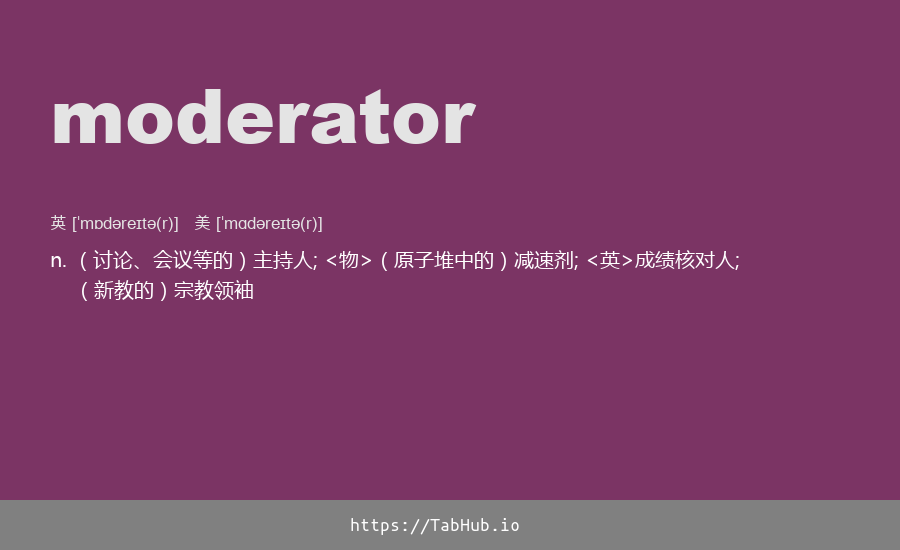 moderator
英 [ˈmɒdəreɪtə(r)] 美 [ˈmɑdəreɪtə(r)]
n. ( 讨论、会议等的 ) 主持人; <物> ( 原子堆中的 ) 减速剂; <英>成绩核对人;
( 新教的 ) 宗教领袖
https://TabHub.io